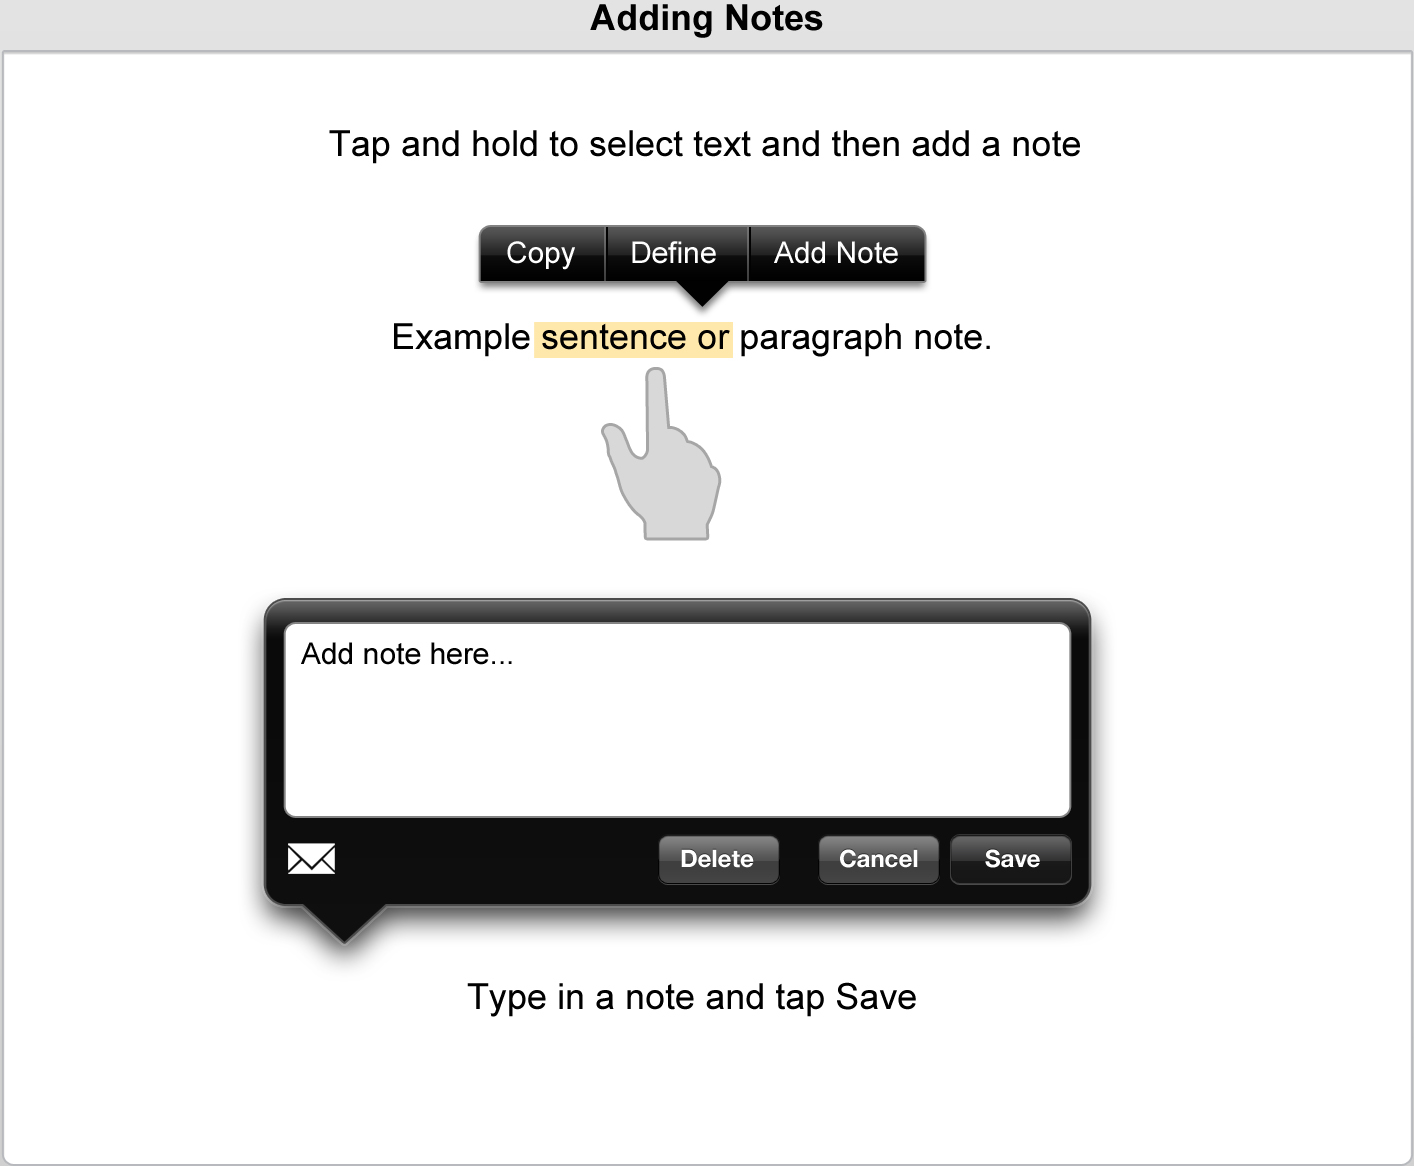 Adding Notes
Tap and hold to select text and then add a note
Copy Define Add Note
Example sentence or paragraph note.
Add note here...
Delete Cancel Save
Type in a note and tap Save